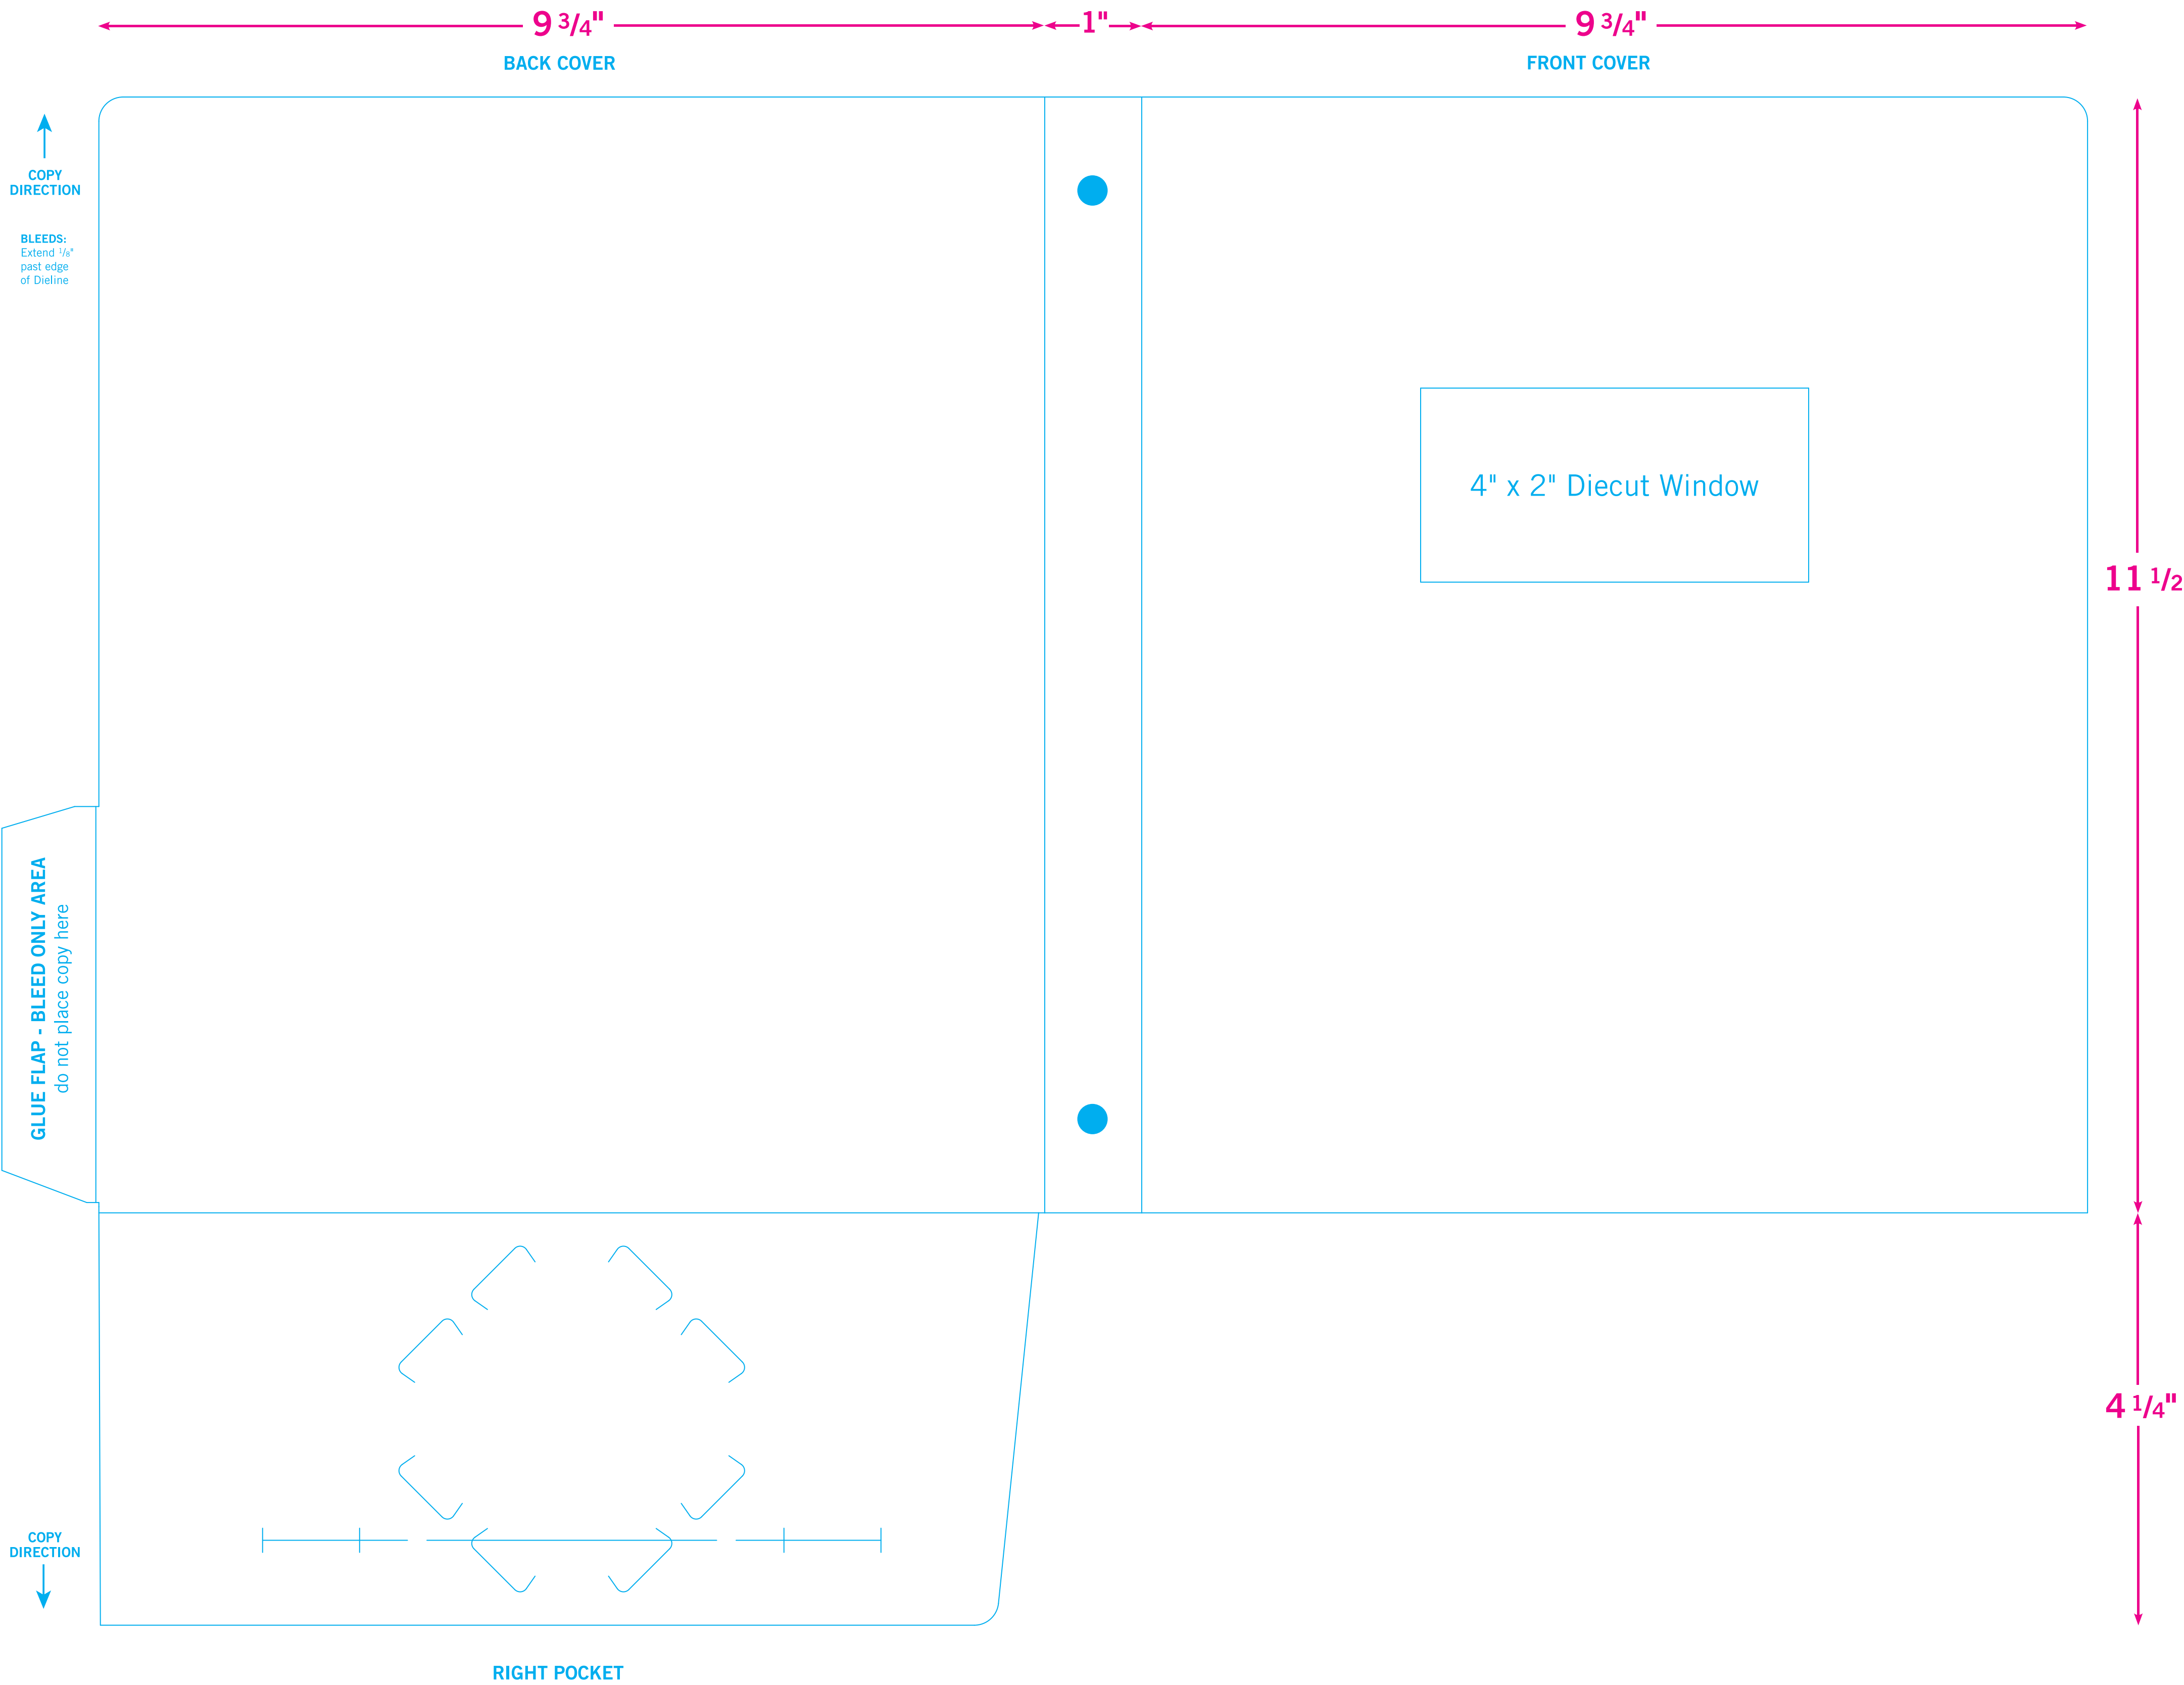 9 3/4"
1"
9 3/4"
BACK COVER
FRONT COVER
COPY
DIRECTION
BLEEDS:
Extend 1/8"
past edge
of Dieline
4" x 2" Diecut Window
11 1/2
GLUE FLAP - BLEED ONLY AREA
do not place copy here
4 1/4"
COPY
DIRECTION
RIGHT POCKET